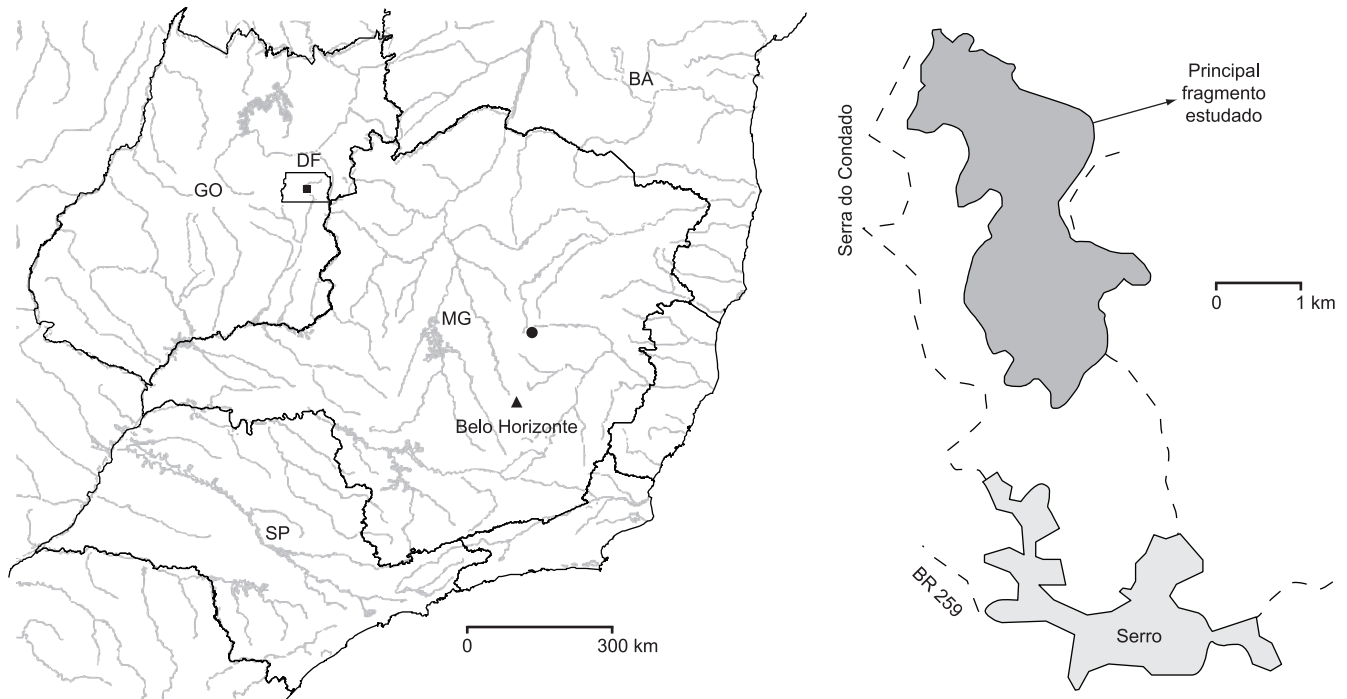 BA
DF
GO
MG
Belo Horizonte
SP
0 300 km
Serra do Condado
Principal
fragmento
estudado
0 1 km
BR 259
Serro